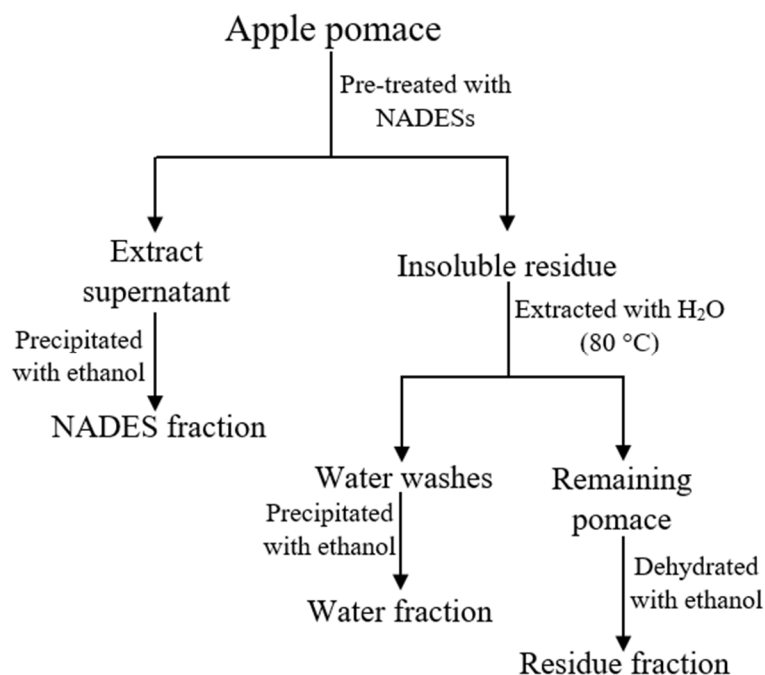 Apple pomace
Pre-treated with
NADESs
Extract
supernatant
Insoluble residue
Precipitated
with ethanol
Extracted with H₂O
(80 °C)
NADES fraction
Water washes
Remaining
pomace
Precipitated
with ethanol
Dehydrated
with ethanol
Water fraction
Residue fraction